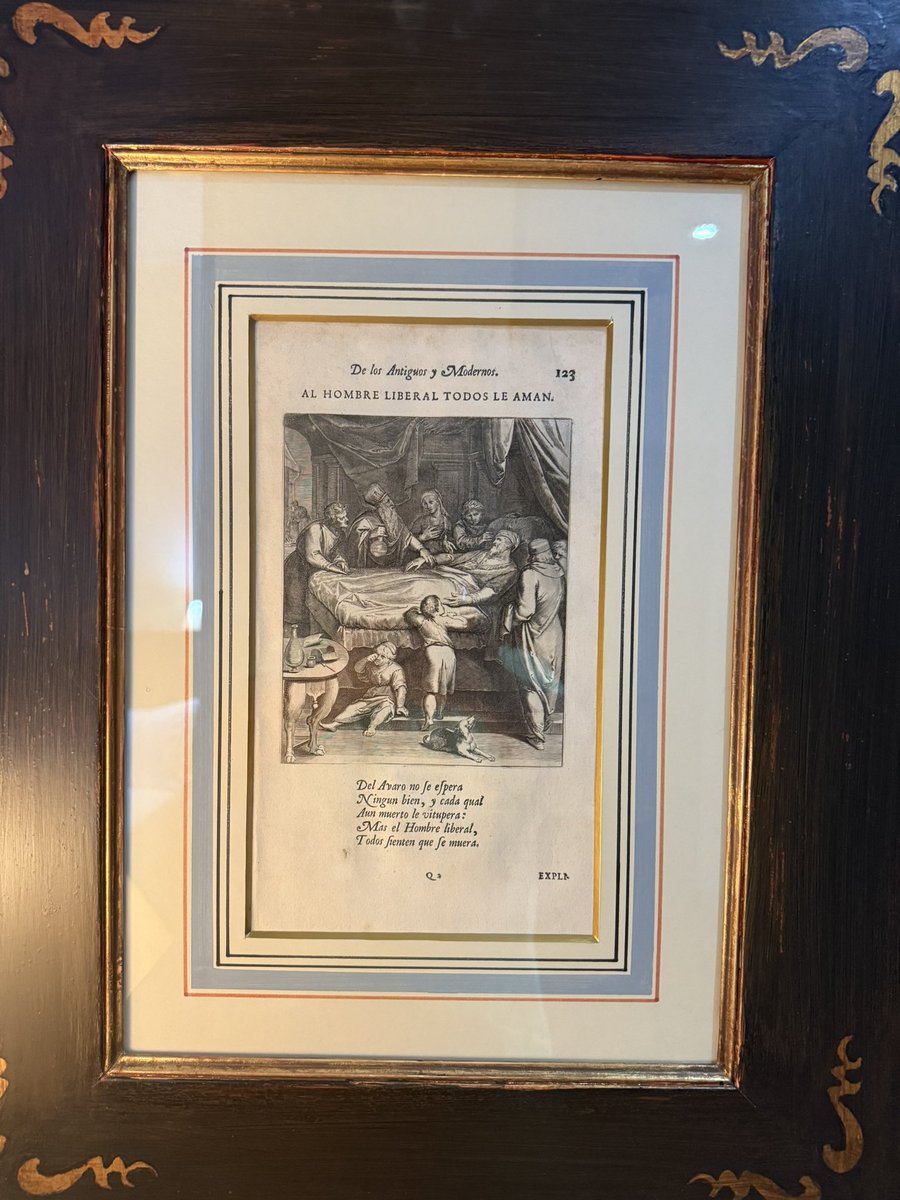 De los Antiguos y Modernos. 123
AL HOMBRE LIBERAL TODOS LE AMAN.
Del Avaro no ſe eſpera
Ningun bien, y cada qual
Aun muerto le vitupera:
Mas el Hombre liberal,
Todos ſienten que ſe muera.
Q 2 EXPLI-